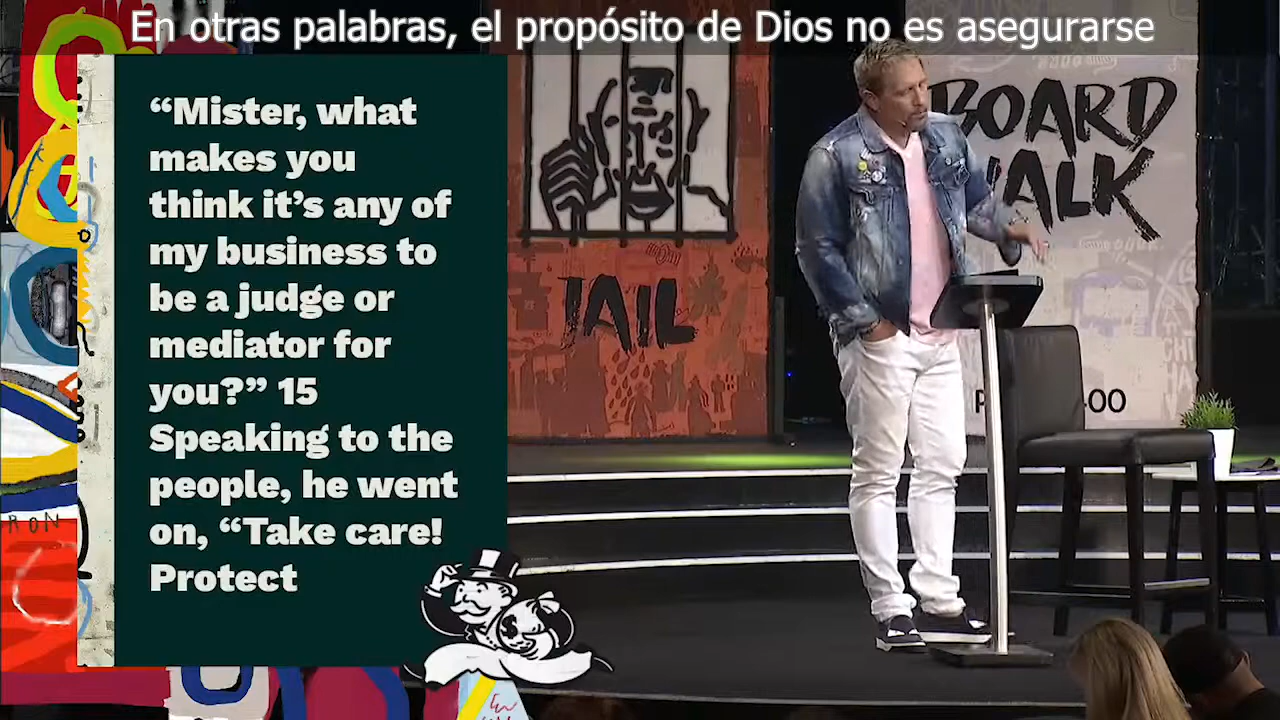 En otras palabras, el propósito de Dios no es asegurarse
“Mister, what
makes you
think it’s any of
my business to
be a judge or
mediator for
you?” 15
Speaking to the
people, he went
on, “Take care!
Protect
JAIL
BOARD
WALK
RON